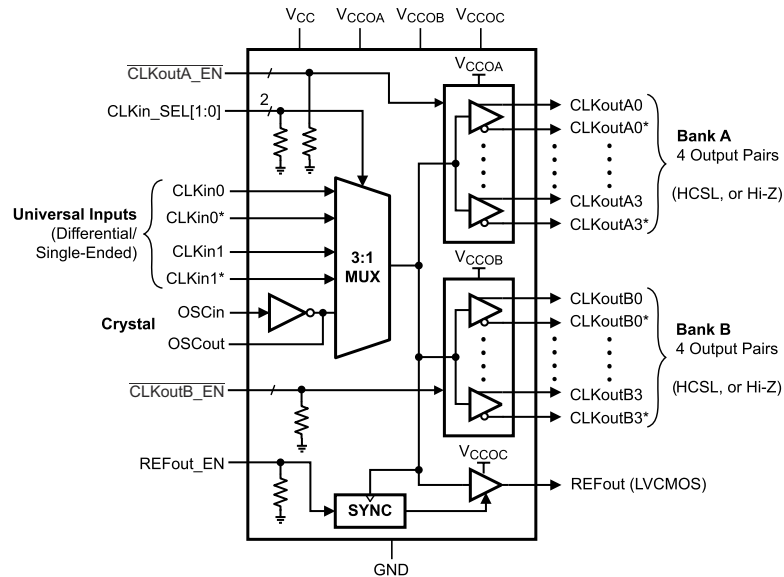 VCC VCCOA VCCOB VCCOC
CLKoutA_EN
CLKin_SEL[1:0]
2
CLKin0
CLKin0*
CLKin1
CLKin1*
Universal Inputs
(Differential/
Single-Ended)
Crystal
OSCin
OSCout
CLKoutB_EN
REFout_EN
3:1
MUX
SYNC
VCCOA
CLKoutA0
CLKoutA0*
CLKoutA3
CLKoutA3*
Bank A
4 Output Pairs
(HCSL, or Hi-Z)
VCCOB
CLKoutB0
CLKoutB0*
CLKoutB3
CLKoutB3*
Bank B
4 Output Pairs
(HCSL, or Hi-Z)
VCCOC
REFout (LVCMOS)
GND